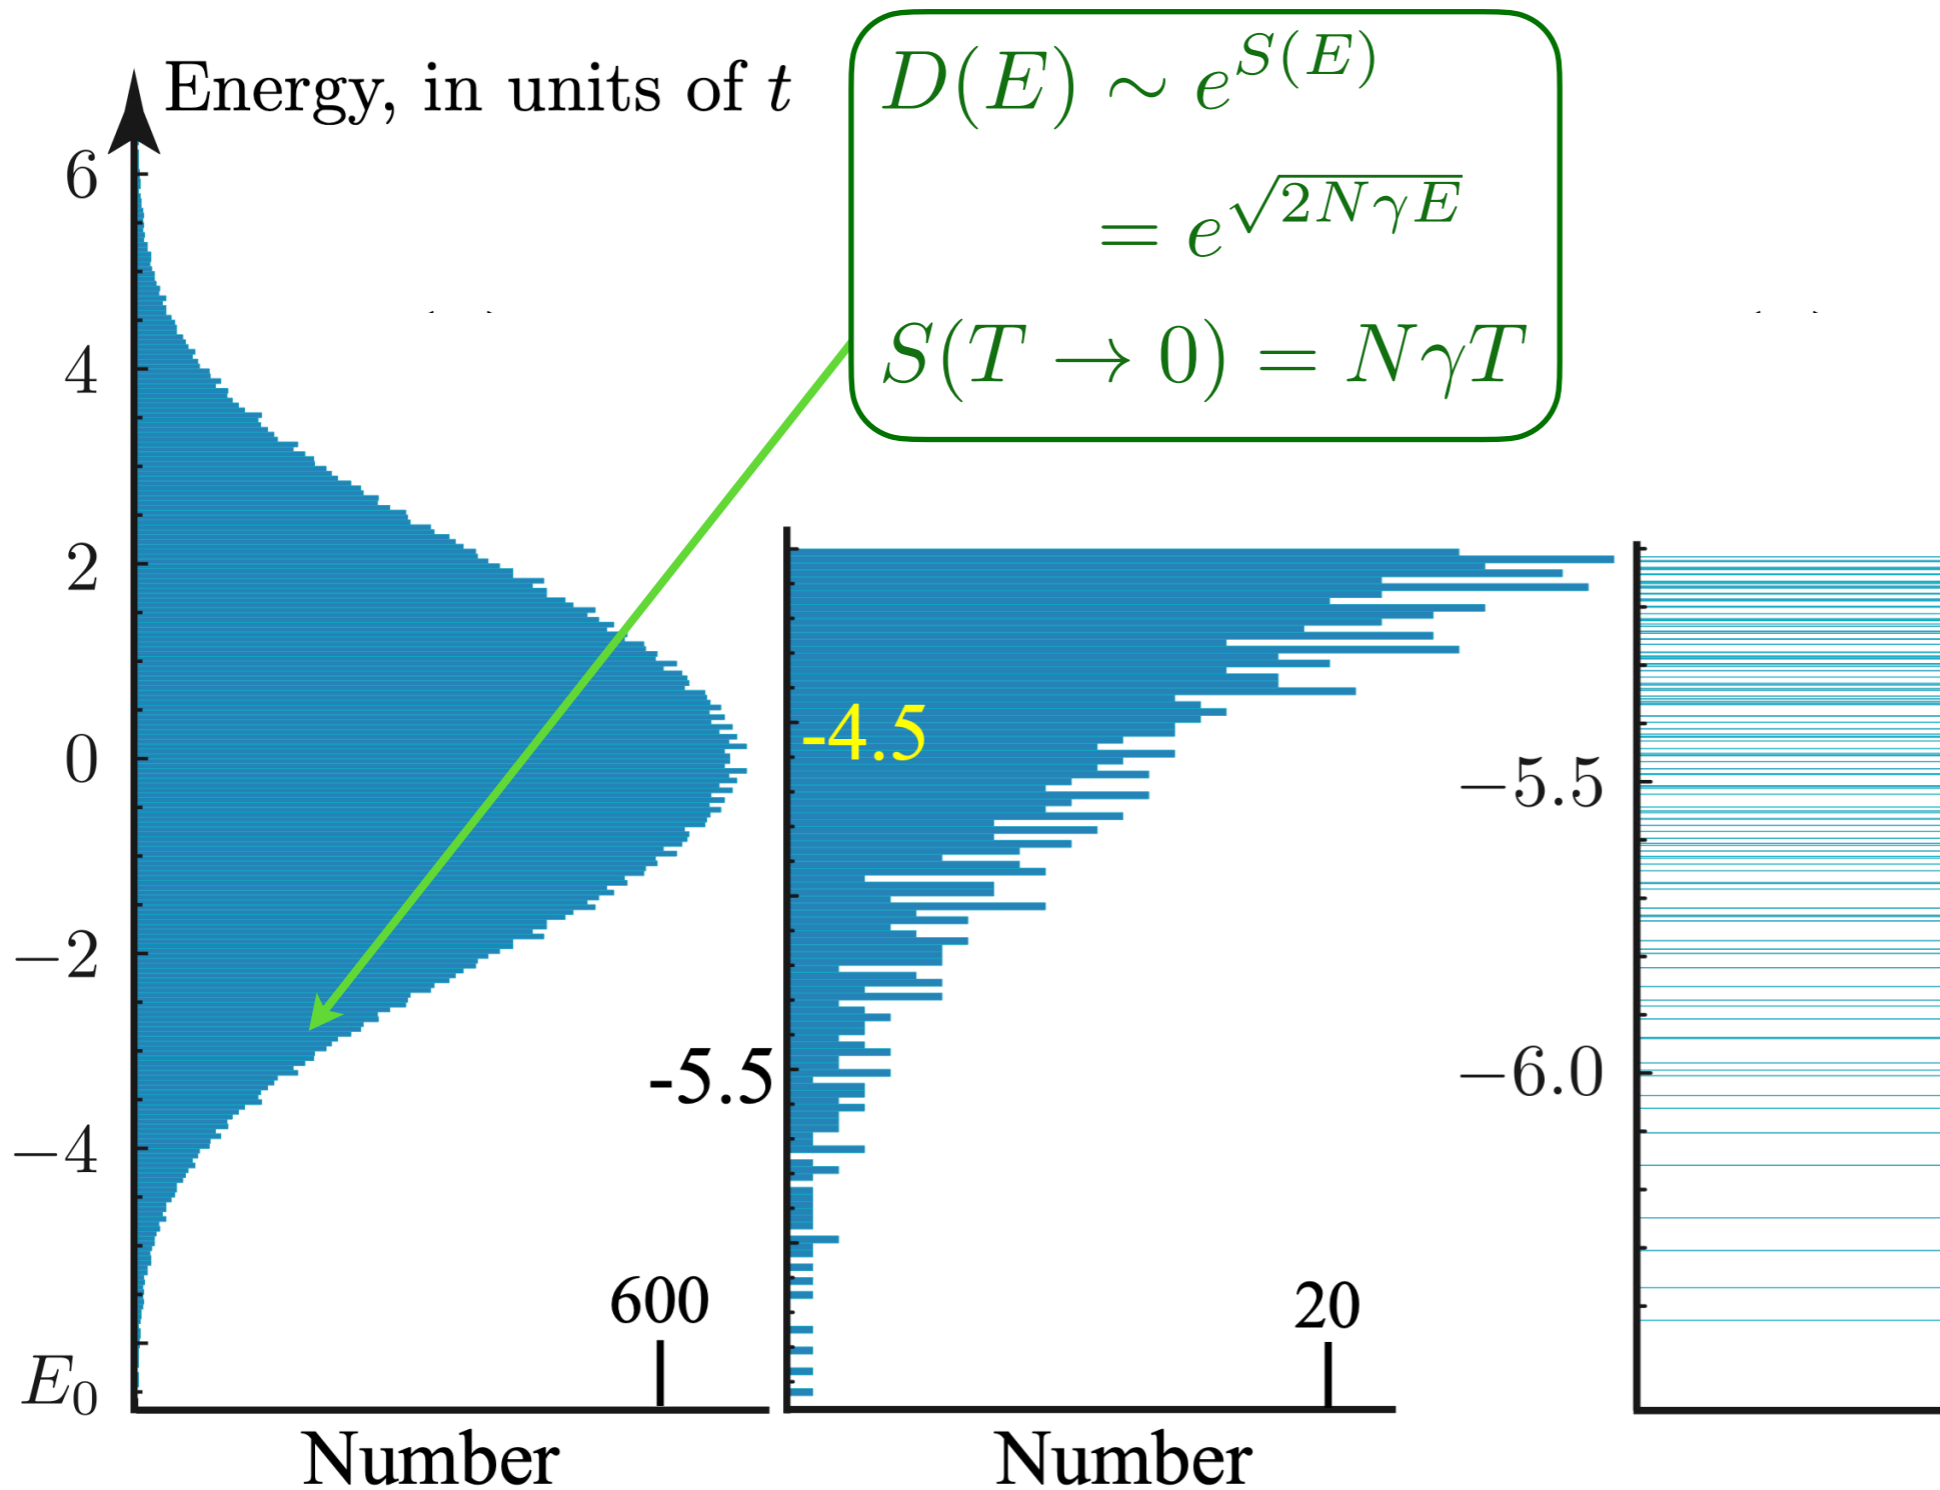 Energy, in units of t
D(E) ∼ e^{S(E)}
= e^{√(2NγE)}
S(T → 0) = NγT
6
4
2
0
−2
−4
E₀
600
Number
-4.5
-5.5
20
Number
−5.5
−6.0